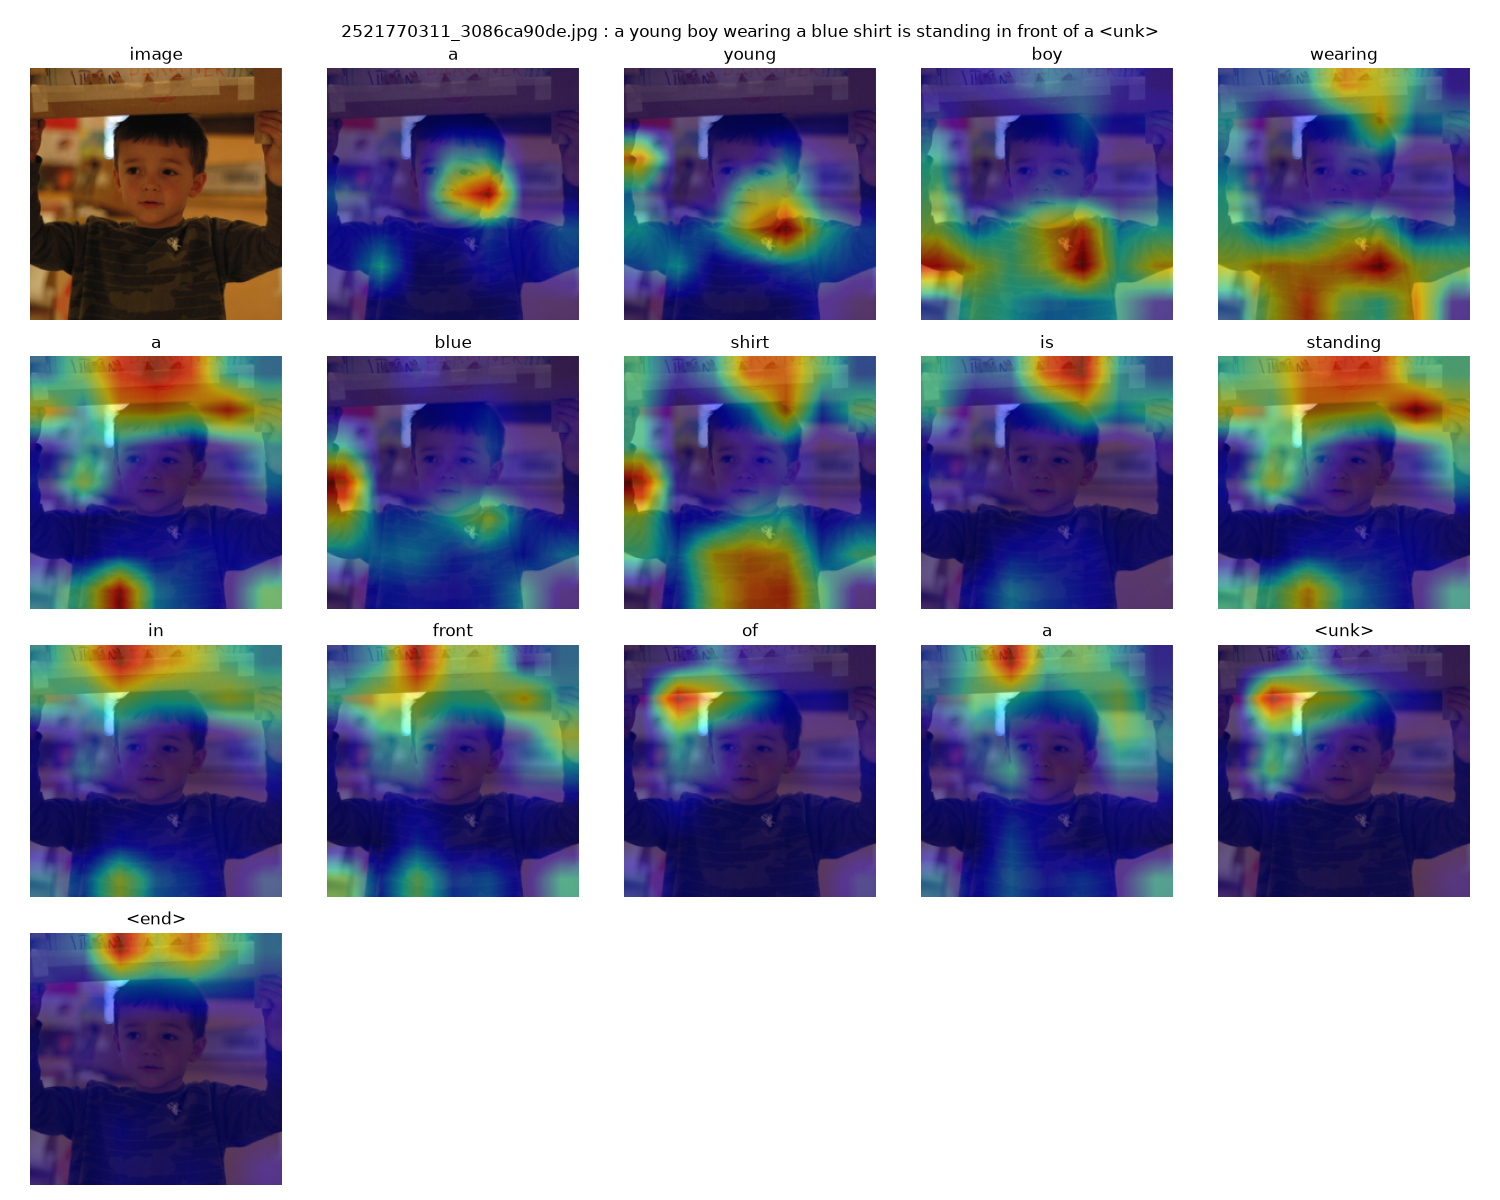 2521770311_3086ca90de.jpg : a young boy wearing a blue shirt is standing in front of a <unk>
image a young boy wearing
a blue shirt is standing
in front of a <unk>
<end>